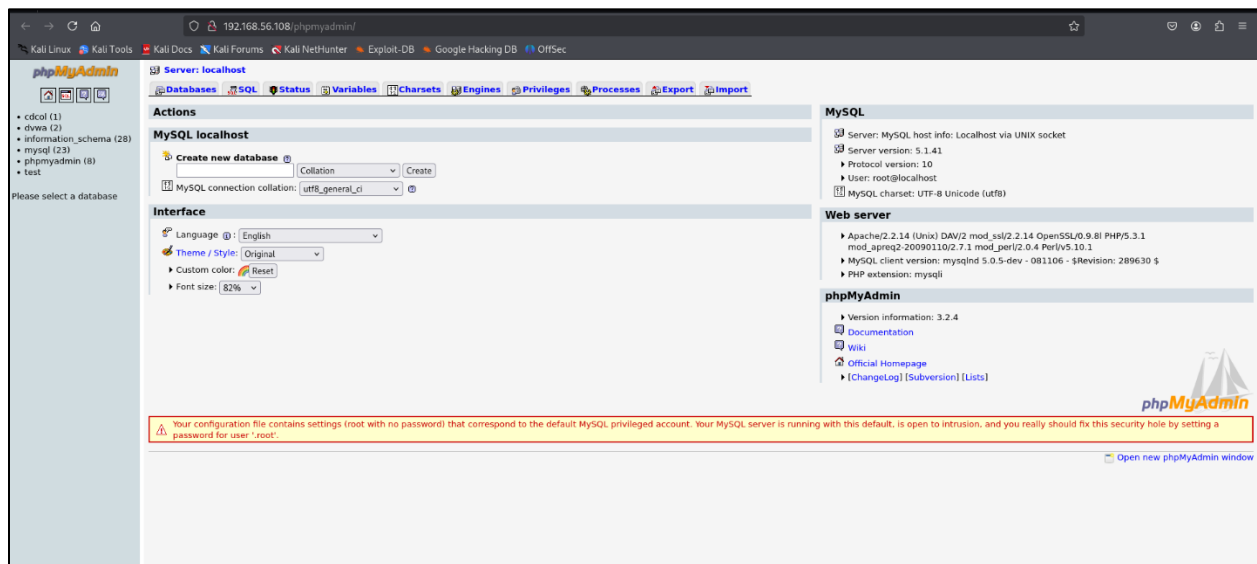 192.168.56.108/phpmyadmin/
Kali Linux Kali Tools Kali Docs Kali Forums Kali NetHunter Exploit-DB Google Hacking DB OffSec
phpMyAdmin
cdcol (1)
dvwa (2)
information_schema (28)
mysql (23)
phpmyadmin (8)
test
Please select a database
Server: localhost
Databases SQL Status Variables Charsets Engines Privileges Processes Export Import
Actions
MySQL localhost
Create new database
Collation Create
MySQL connection collation: utf8_general_ci
Interface
Language : English
Theme / Style: Original
Custom color: Reset
Font size: 82%
MySQL
Server: MySQL host info: Localhost via UNIX socket
Server version: 5.1.41
Protocol version: 10
User: root@localhost
MySQL charset: UTF-8 Unicode (utf8)
Web server
Apache/2.2.14 (Unix) DAV/2 mod_ssl/2.2.14 OpenSSL/0.9.8l PHP/5.3.1
mod_apreq2-20090110/2.7.1 mod_perl/2.0.4 Perl/v5.10.1
MySQL client version: mysqlnd 5.0.5-dev - 081106 - $Revision: 289630 $
PHP extension: mysqli
phpMyAdmin
Version information: 3.2.4
Documentation
Wiki
Official Homepage
[ChangeLog] [Subversion] [Lists]
phpMyAdmin
Your configuration file contains settings (root with no password) that correspond to the default MySQL privileged account. Your MySQL server is running with this default, is open to intrusion, and you really should fix this security hole by setting a
password for user '.root'.
Open new phpMyAdmin window